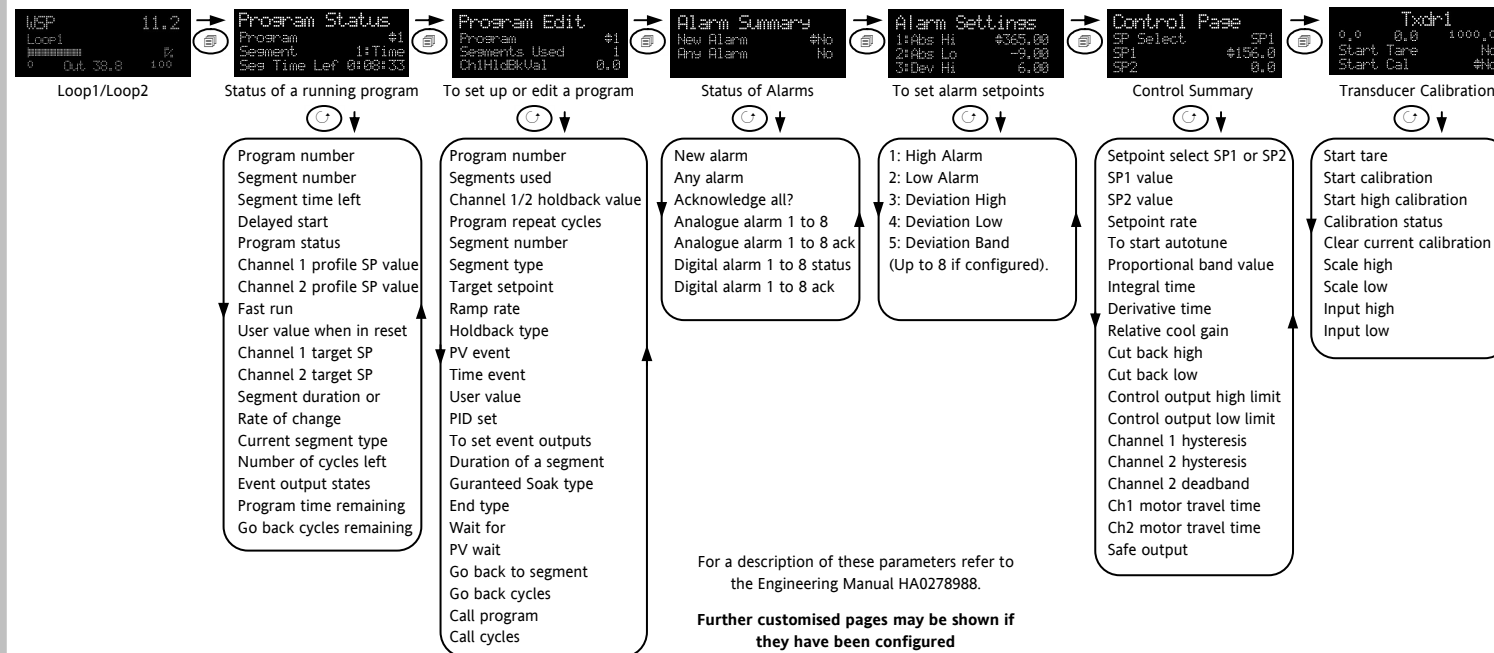 WSP 11.2
Loop1
%
0 Out 38.8 100
Loop1/Loop2
Program Status
Program 1
Segment 1:Time
Seg Time Lef 0:08:33
Status of a running program
Program number
Segment number
Segment time left
Delayed start
Program status
Channel 1 profile SP value
Channel 2 profile SP value
Fast run
User value when in reset
Channel 1 target SP
Channel 2 target SP
Segment duration or
Rate of change
Current segment type
Number of cycles left
Event output states
Program time remaining
Go back cycles remaining
Program Edit
Program 1
Segments Used 1
Ch1HldBkVal 0.0
To set up or edit a program
Program number
Segments used
Channel 1/2 holdback value
Program repeat cycles
Segment number
Segment type
Target setpoint
Ramp rate
Holdback type
PV event
Time event
User value
PID set
To set event outputs
Duration of a segment
Guranteed Soak type
End type
Wait for
PV wait
Go back to segment
Go back cycles
Call program
Call cycles
Alarm Summary
New Alarm No
Any Alarm No
Status of Alarms
New alarm
Any alarm
Acknowledge all?
Analogue alarm 1 to 8
Analogue alarm 1 to 8 ack
Digital alarm 1 to 8 status
Digital alarm 1 to 8 ack
Alarm Settings
1:Abs Hi 365.00
2:Abs Lo -9.00
3:Dev Hi 6.00
To set alarm setpoints
1: High Alarm
2: Low Alarm
3: Deviation High
4: Deviation Low
5: Deviation Band
(Up to 8 if configured).
Control Page
SP Select SP1
SP1 156.0
SP2 0.0
Control Summary
Setpoint select SP1 or SP2
SP1 value
SP2 value
Setpoint rate
To start autotune
Proportional band value
Integral time
Derivative time
Relative cool gain
Cut back high
Cut back low
Control output high limit
Control output low limit
Channel 1 hysteresis
Channel 2 hysteresis
Channel 2 deadband
Ch1 motor travel time
Ch2 motor travel time
Safe output
Txdr1
0.0 0.0 1000.0
Start Tare No
Start Cal No
Transducer Calibration
Start tare
Start calibration
Start high calibration
Calibration status
Clear current calibration
Scale high
Scale low
Input high
Input low
For a description of these parameters refer to
the Engineering Manual HA0278988.
Further customised pages may be shown if
they have been configured